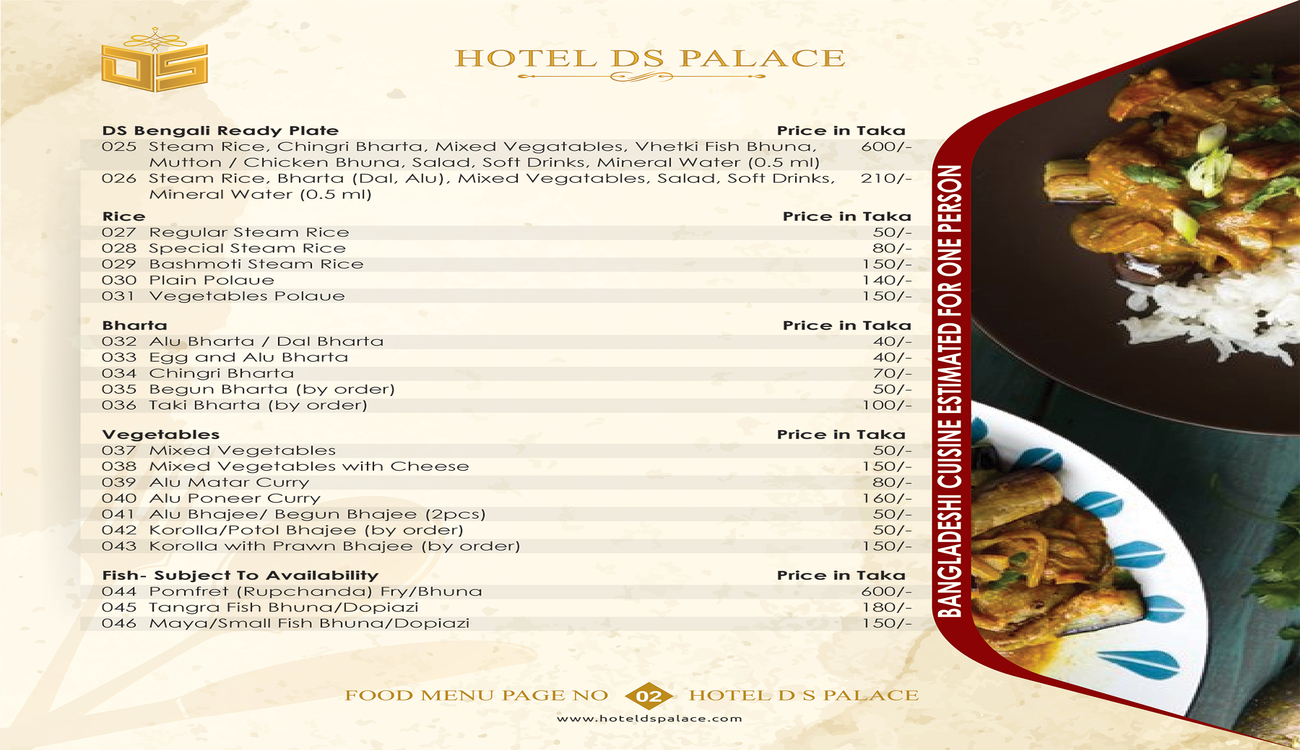 DS
HOTEL DS PALACE
DS Bengali Ready Plate Price in Taka
025 Steam Rice, Chingri Bharta, Mixed Vegatables, Vhetki Fish Bhuna, 600/-
Mutton / Chicken Bhuna, Salad, Soft Drinks, Mineral Water (0.5 ml)
026 Steam Rice, Bharta (Dal, Alu), Mixed Vegatables, Salad, Soft Drinks, 210/-
Mineral Water (0.5 ml)
Rice Price in Taka
027 Regular Steam Rice 50/-
028 Special Steam Rice 80/-
029 Bashmoti Steam Rice 150/-
030 Plain Polaue 140/-
031 Vegetables Polaue 150/-
Bharta Price in Taka
032 Alu Bharta / Dal Bharta 40/-
033 Egg and Alu Bharta 40/-
034 Chingri Bharta 70/-
035 Begun Bharta (by order) 50/-
036 Taki Bharta (by order) 100/-
Vegetables Price in Taka
037 Mixed Vegetables 50/-
038 Mixed Vegetables with Cheese 150/-
039 Alu Matar Curry 80/-
040 Alu Poneer Curry 160/-
041 Alu Bhajee/ Begun Bhajee (2pcs) 50/-
042 Korolla/Potol Bhajee (by order) 50/-
043 Korolla with Prawn Bhajee (by order) 150/-
Fish- Subject To Availability Price in Taka
044 Pomfret (Rupchanda) Fry/Bhuna 600/-
045 Tangra Fish Bhuna/Dopiazi 180/-
046 Maya/Small Fish Bhuna/Dopiazi 150/-
BANGLADESHI CUISINE ESTIMATED FOR ONE PERSON
FOOD MENU PAGE NO 02 HOTEL D S PALACE
www.hoteldspalace.com